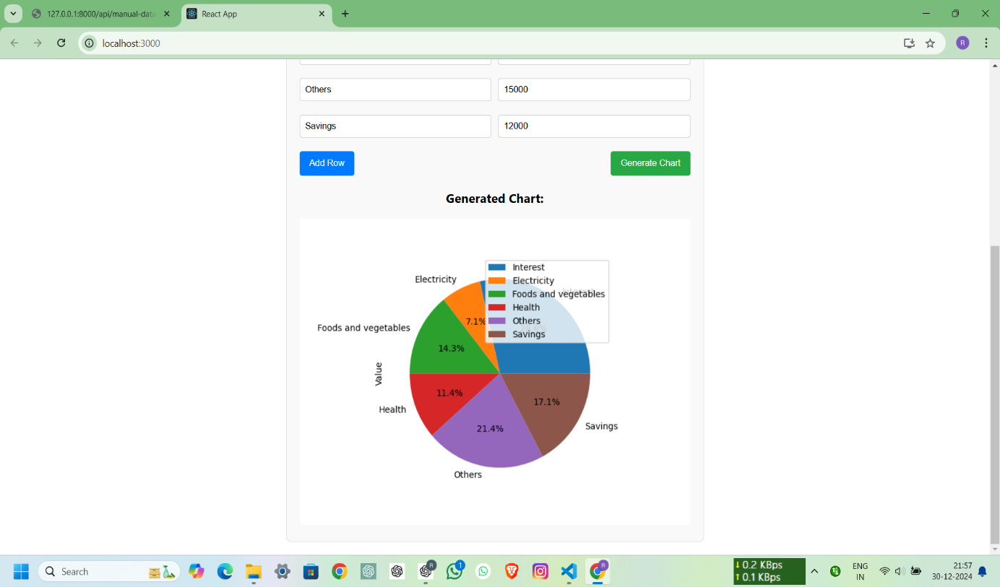 127.0.0.1:8000/api/manual-data
React App
localhost:3000
R
Others
15000
Savings
12000
Add Row
Generate Chart
Generated Chart:
Interest
Electricity
Foods and vegetables
Health
Others
Savings
Electricity
Interest
Foods and vegetables
7.1%
14.3%
Value
11.4%
Health
17.1%
21.4%
Savings
Others
Search
R
1
R
0.2 KBps
0.1 KBps
ENG
IN
21:57
30-12-2024